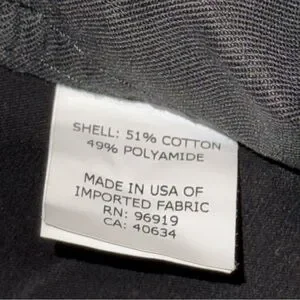 SHELL: 51% COTTON
49% POLYAMIDE
MADE IN USA OF
IMPORTED FABRIC
RN: 96919
CA: 40634